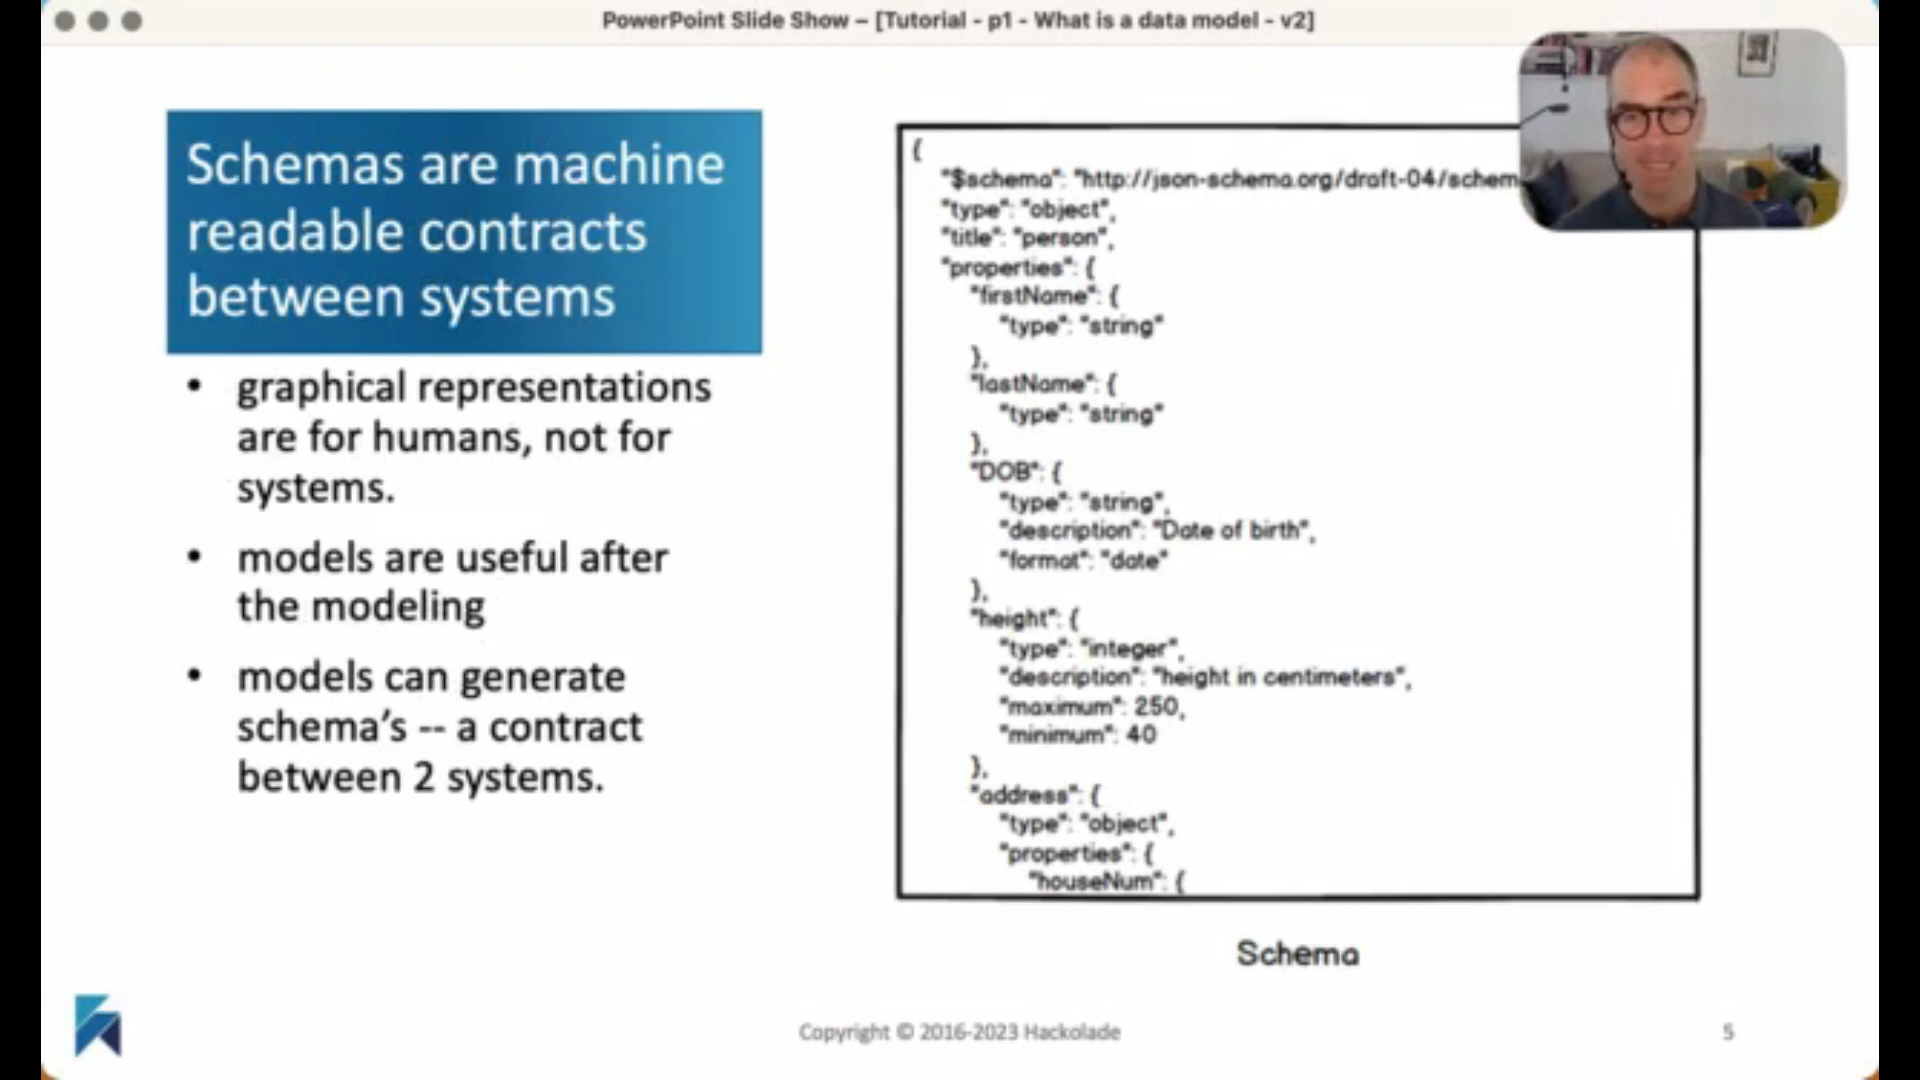 PowerPoint Slide Show – [Tutorial - p1 - What is a data model - v2]
Schemas are machine
readable contracts
between systems
• graphical representations
are for humans, not for
systems.
• models are useful after
the modeling
• models can generate
schema's -- a contract
between 2 systems.
{
"$schema": "http://json-schema.org/draft-04/schem
"type": "object",
"title": "person",
"properties": {
"firstName": {
"type": "string"
},
"lastName": {
"type": "string"
},
"DOB": {
"type": "string",
"description": "Date of birth",
"format": "date"
},
"height": {
"type": "integer",
"description": "height in centimeters",
"maximum": 250,
"minimum": 40
},
"address": {
"type": "object",
"properties": {
"houseNum": {
Schema
Copyright © 2016-2023 Hackolade
5